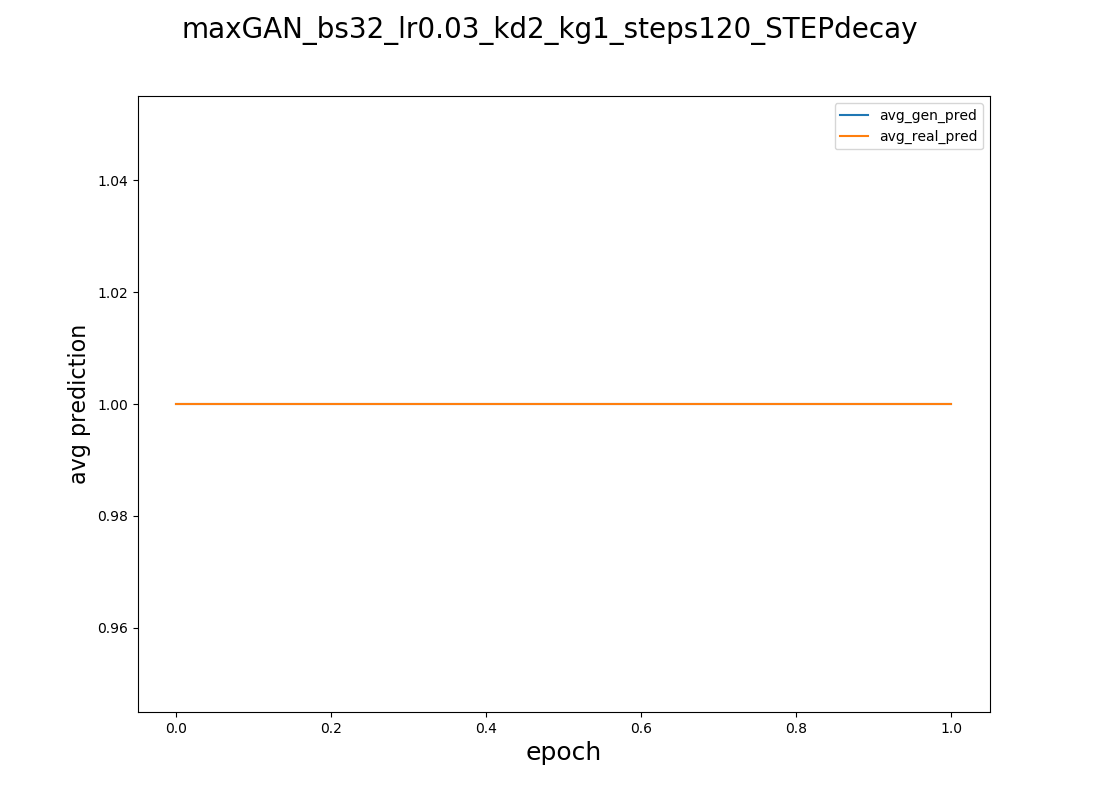 maxGAN_bs32_lr0.03_kd2_kg1_steps120_STEPdecay
avg_gen_pred
avg_real_pred
1.04
1.02
1.00
0.98
0.96
avg prediction
0.0 0.2 0.4 0.6 0.8 1.0
epoch